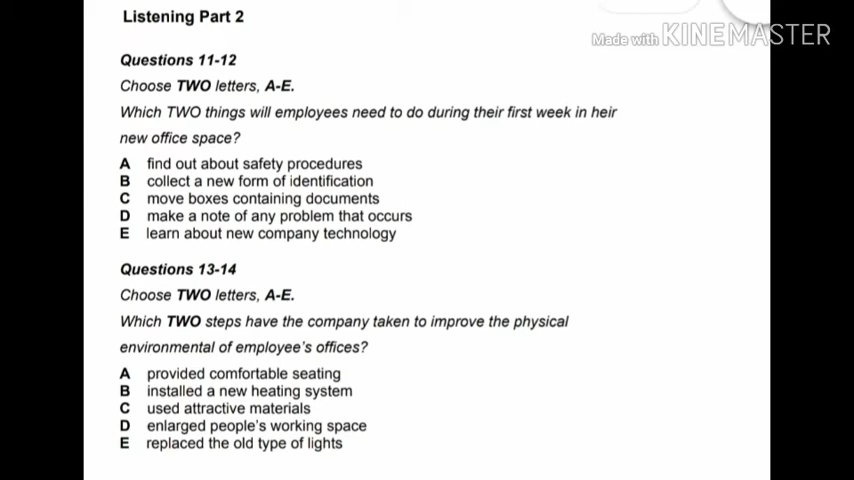 Listening Part 2
Made with KINEMASTER
Questions 11-12
Choose TWO letters, A-E.
Which TWO things will employees need to do during their first week in heir
new office space?
A find out about safety procedures
B collect a new form of identification
C move boxes containing documents
D make a note of any problem that occurs
E learn about new company technology
Questions 13-14
Choose TWO letters, A-E.
Which TWO steps have the company taken to improve the physical
environmental of employee's offices?
A provided comfortable seating
B installed a new heating system
C used attractive materials
D enlarged people's working space
E replaced the old type of lights